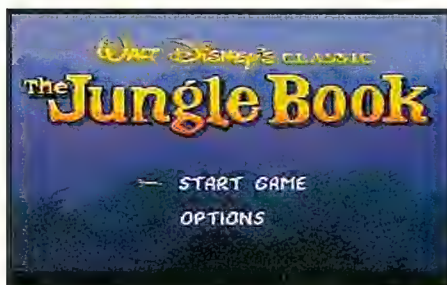 WALT DISNEY'S CLASSIC
The Jungle Book
START GAME
OPTIONS